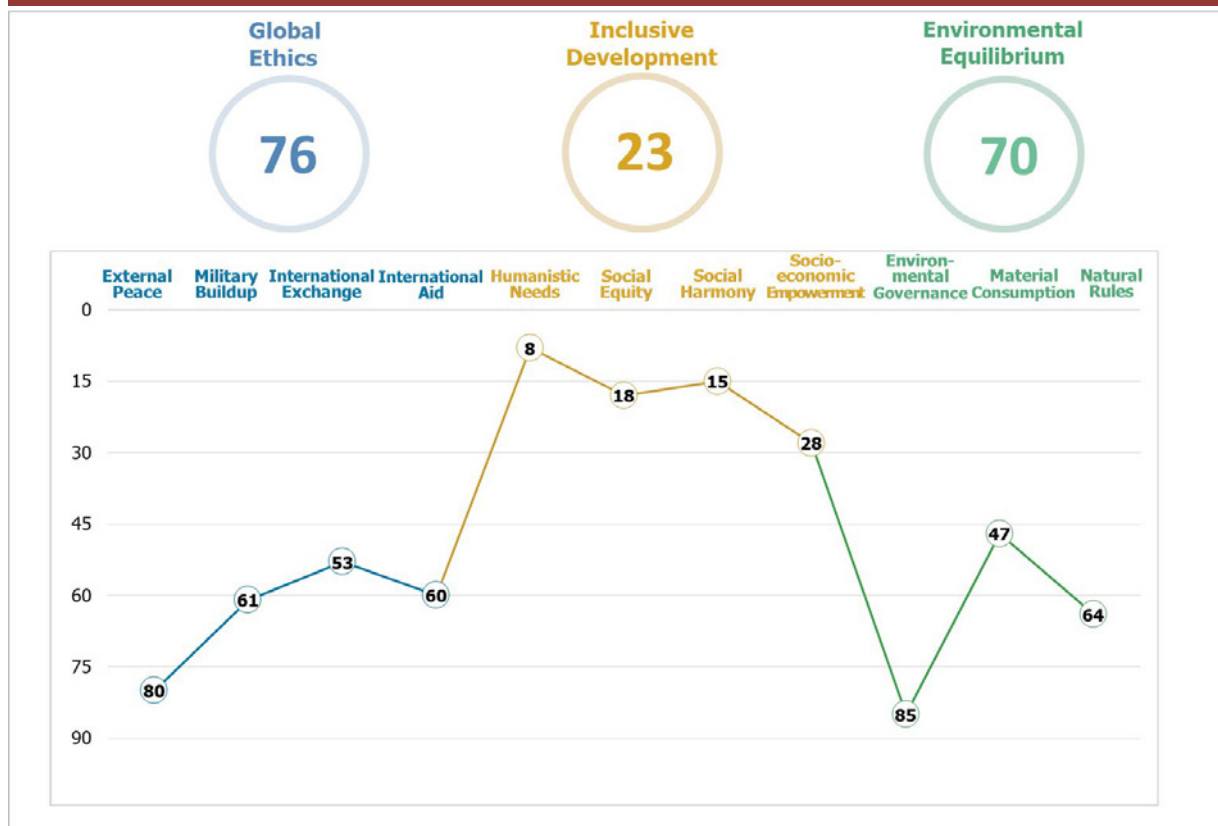 Global
Ethics
76
Inclusive
Development
23
Environmental
Equilibrium
70
External
Peace
Military
Buildup
International
Exchange
International
Aid
Humanistic
Needs
Social
Equity
Social
Harmony
Socio-
economic
Empowerment
Environ-
mental
Governance
Material
Consumption
Natural
Rules
0
15
30
45
60
75
90
80
61
53
60
8
18
15
28
85
47
64